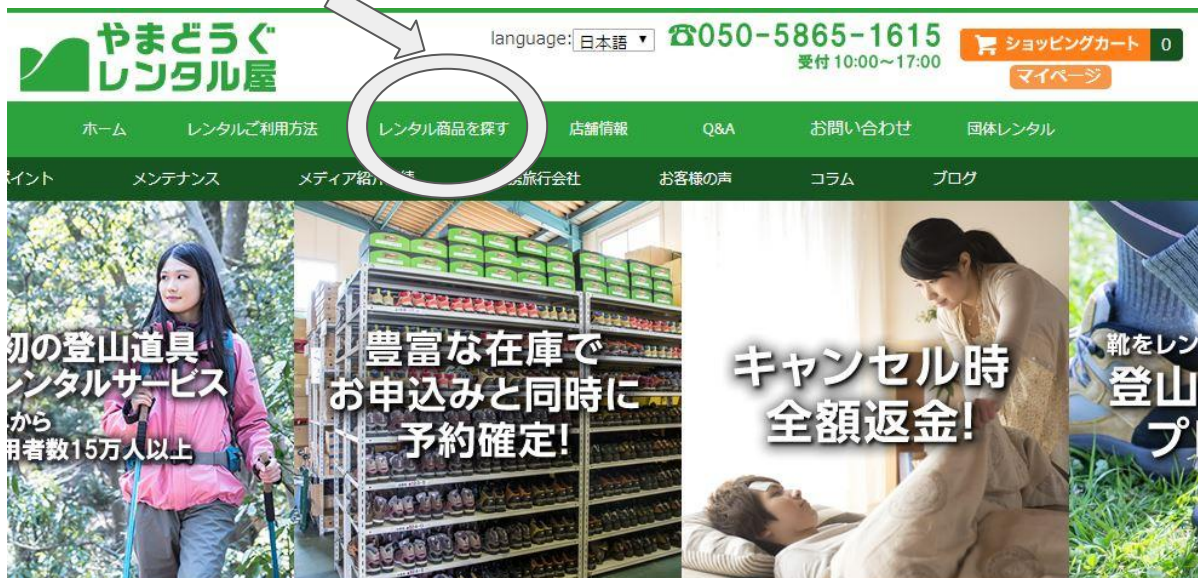 やまどうぐ
レンタル屋
language: 日本語 ▼
☎050-5865-1615
受付 10:00～17:00
ショッピングカート 0
マイページ
ホーム レンタルご利用方法 レンタル商品を探す 店舗情報 Q&A お問い合わせ 団体レンタル
ポイント メンテナンス メディア紹介 旅行会社 お客様の声 コラム ブログ
初の登山道具
レンタルサービス
から
用者数15万人以上
豊富な在庫で
お申込みと同時に
予約確定!
キャンセル時
全額返金!
靴をレン
登山
プ